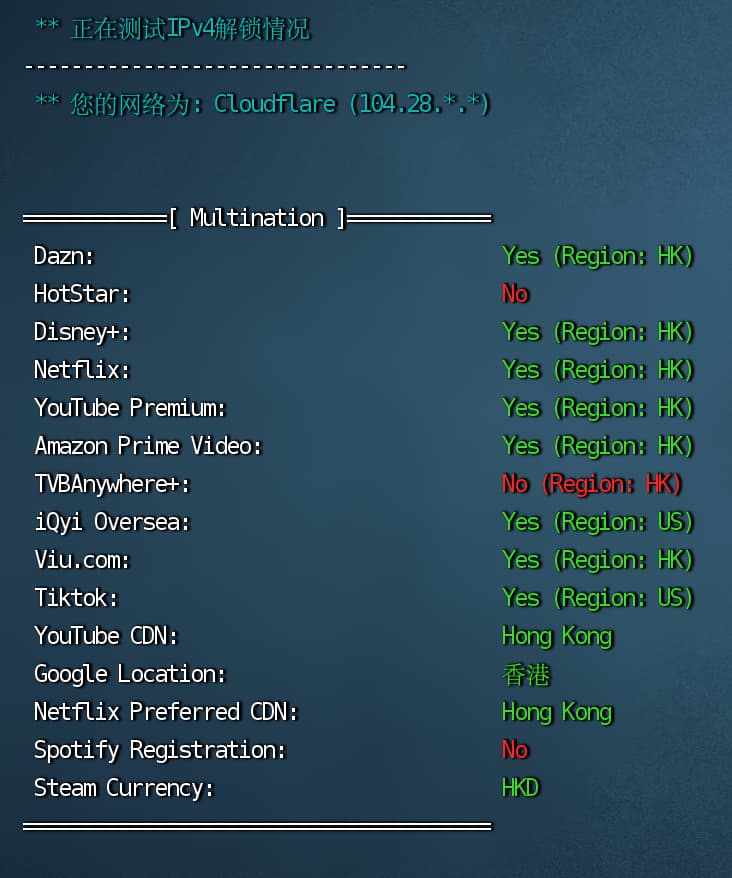 ** 正在测试IPv4解锁情况
--------------------------------
** 您的网络为: Cloudflare (104.28.*.*)
============[ Multination ]============
Dazn: Yes (Region: HK)
HotStar: No
Disney+: Yes (Region: HK)
Netflix: Yes (Region: HK)
YouTube Premium: Yes (Region: HK)
Amazon Prime Video: Yes (Region: HK)
TVBAnywhere+: No (Region: HK)
iQyi Oversea: Yes (Region: US)
Viu.com: Yes (Region: HK)
Tiktok: Yes (Region: US)
YouTube CDN: Hong Kong
Google Location: 香港
Netflix Preferred CDN: Hong Kong
Spotify Registration: No
Steam Currency: HKD
=======================================